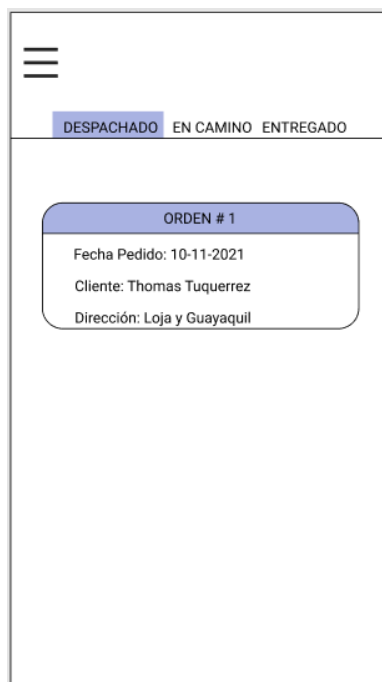 DESPACHADO EN CAMINO ENTREGADO
ORDEN # 1
Fecha Pedido: 10-11-2021
Cliente: Thomas Tuquerrez
Dirección: Loja y Guayaquil